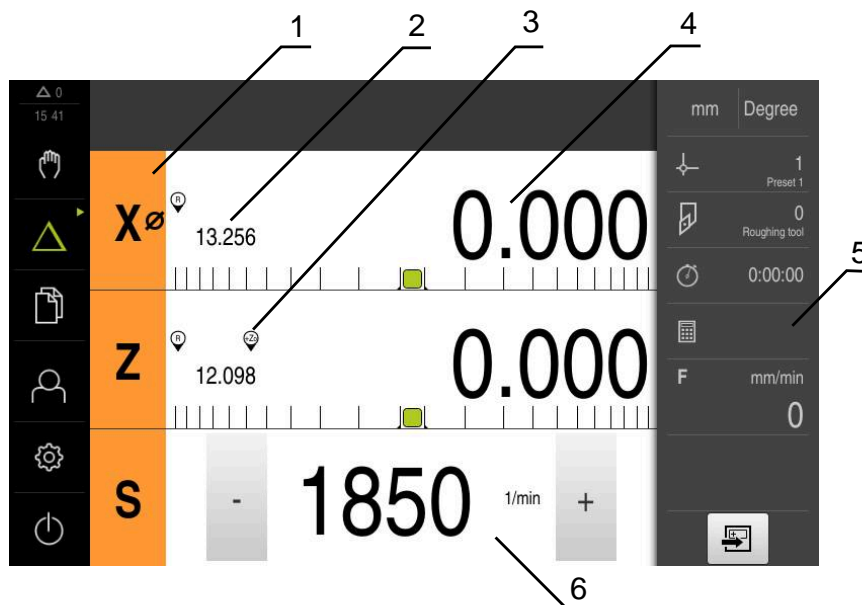 1 2 3 4
△ 0
15 41
mm Degree
1
Preset 1
X⌀
R
13.256
0.000
0
Roughing tool
5
0:00:00
Z
R
+Z
12.098
0.000
F mm/min
0
S
- 1850 1/min +
6